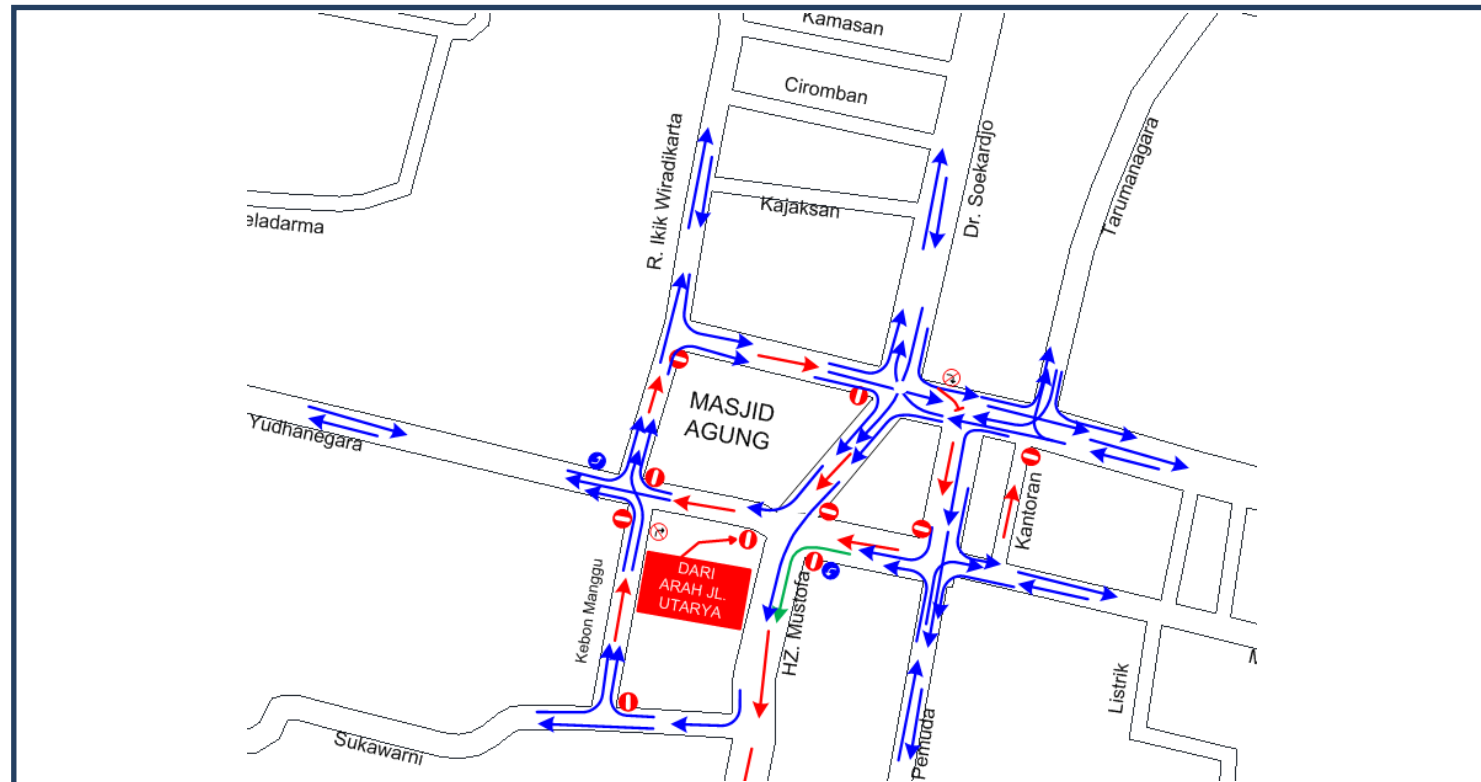 Kamasan
Ciromban
R. Ikik Wiradikarta
Dr. Soekardjo
Tarumanagara
Kajaksan
eladarma
MASJID
AGUNG
Yudhanegara
Kantoran
DARI
ARAH JL.
UTARYA
Kebon Manggu
HZ. Mustofa
Listrik
Pemuda
Sukawarni